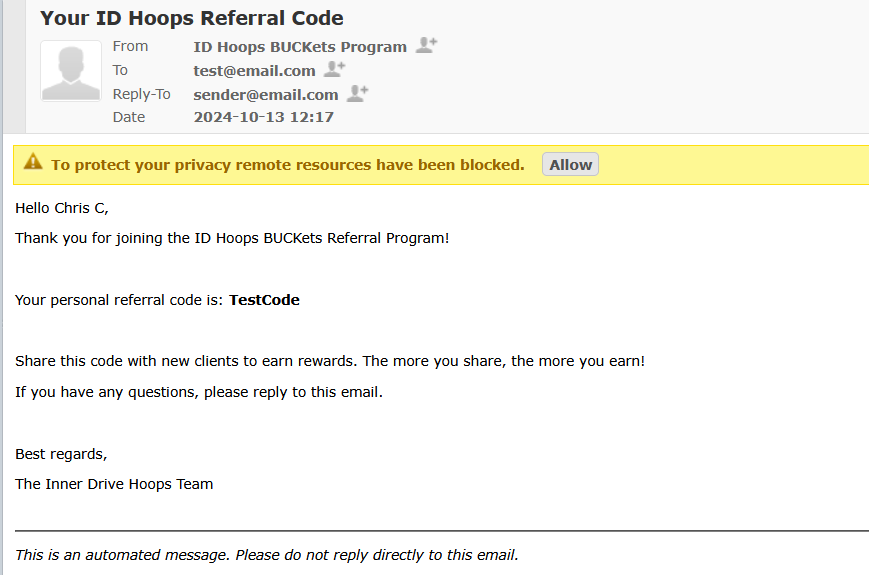 Your ID Hoops Referral Code
From ID Hoops BUCKets Program
To test@email.com
Reply-To sender@email.com
Date 2024-10-13 12:17
To protect your privacy remote resources have been blocked. Allow
Hello Chris C,
Thank you for joining the ID Hoops BUCKets Referral Program!
Your personal referral code is: TestCode
Share this code with new clients to earn rewards. The more you share, the more you earn!
If you have any questions, please reply to this email.
Best regards,
The Inner Drive Hoops Team
This is an automated message. Please do not reply directly to this email.